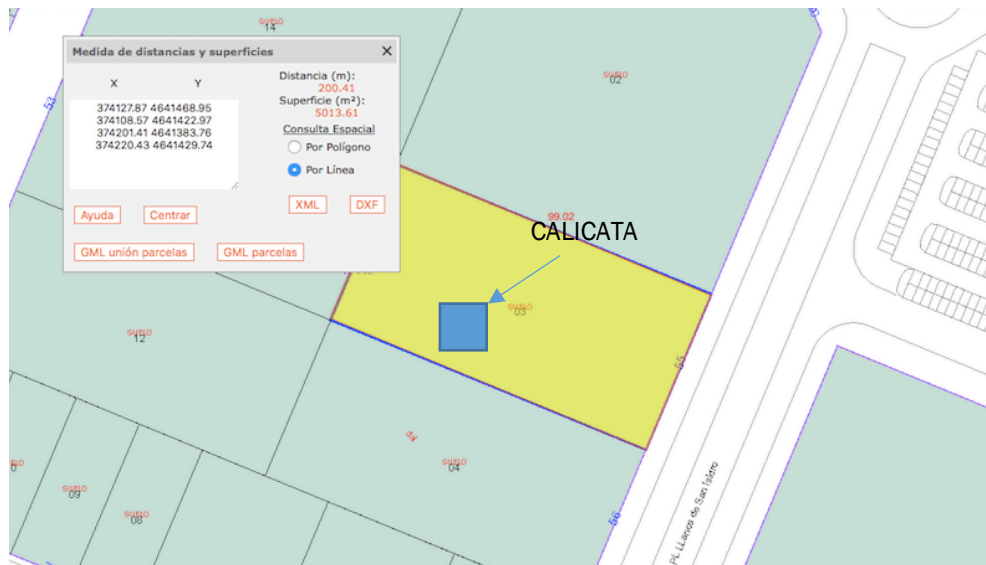 SUELO
14
Medida de distancias y superficies
X
Y
374127.87 4641468.95
374108.57 4641422.97
374201.41 4641383.76
374220.43 4641429.74
Distancia (m):
200.41
Superficie (m²):
5013.61
Consulta Espacial
Por Polígono
Por Línea
Ayuda
Centrar
XML
DXF
GML unión parcelas
GML parcelas
53
SUELO
02
99.02
CALICATA
SUELO
03
55
SUELO
12
SUELO
04
SUELO
09
SUELO
08
56
PL LLanos de San Isidro